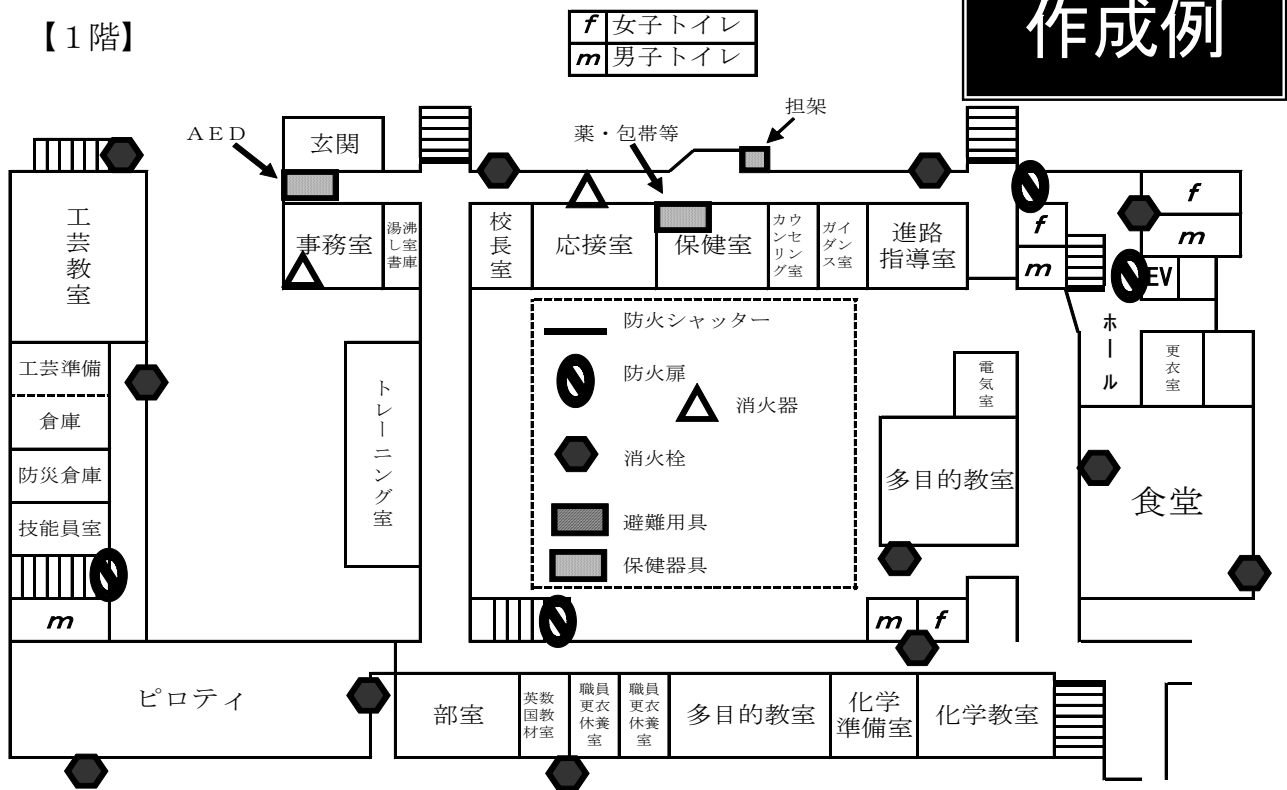 【１階】
f 女子トイレ
m 男子トイレ
作成例
担架
ＡＥＤ
薬・包帯等
玄関
工芸教室
事務室
湯沸
し室
書庫
校長室
応接室
保健室
カウンセリング室
ガイダンス室
進路
指導室
f
m
f
m
EV
ホール
更衣室
工芸準備
倉庫
防災倉庫
技能員室
m
トレーニング室
防火シャッター
防火扉
消火器
消火栓
避難用具
保健器具
電気室
多目的教室
食堂
m
f
ピロティ
部室
英数
国教
材室
職員
更衣
休養
室
職員
更衣
休養
室
多目的教室
化学
準備室
化学教室